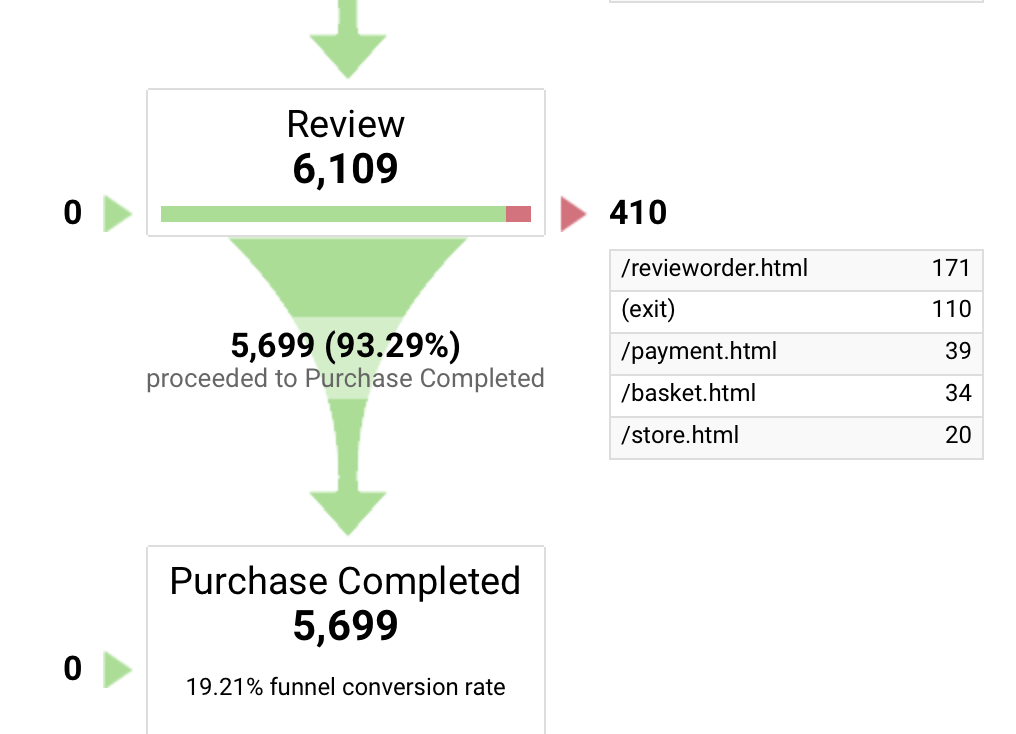 Review
6,109
0
410
/revieworder.html 171
(exit) 110
/payment.html 39
/basket.html 34
/store.html 20
5,699 (93.29%)
proceeded to Purchase Completed
Purchase Completed
5,699
0
19.21% funnel conversion rate